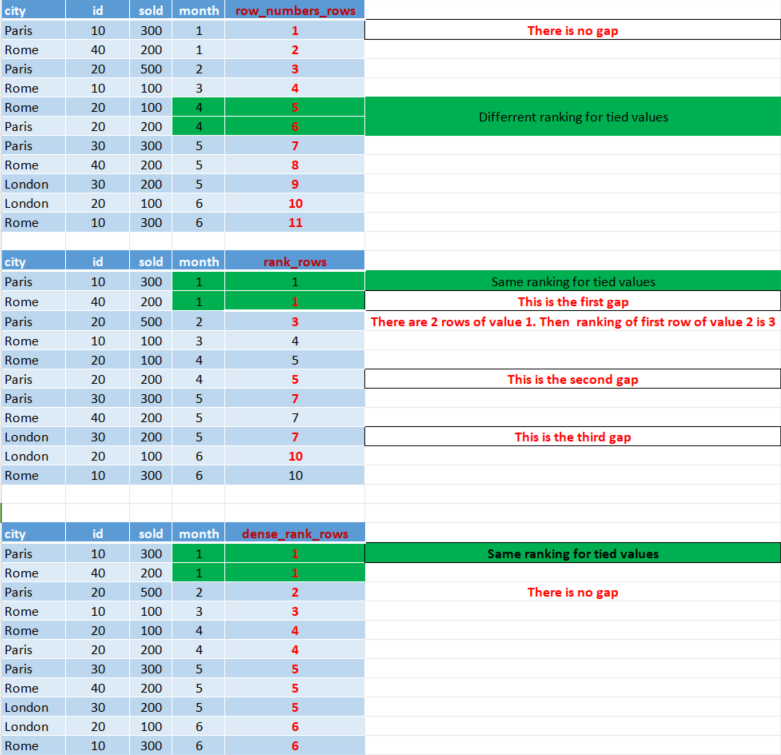 city id sold month row_numbers_rows
Paris 10 300 1 1 There is no gap
Rome 40 200 1 2
Paris 20 500 2 3
Rome 10 100 3 4
Rome 20 100 4 5
Differrent ranking for tied values
Paris 20 200 4 6
Paris 30 300 5 7
Rome 40 200 5 8
London 30 200 5 9
London 20 100 6 10
Rome 10 300 6 11
city id sold month rank_rows
Paris 10 300 1 1 Same ranking for tied values
Rome 40 200 1 1 This is the first gap
Paris 20 500 2 3 There are 2 rows of value 1. Then ranking of first row of value 2 is 3
Rome 10 100 3 4
Rome 20 100 4 5
Paris 20 200 4 5 This is the second gap
Paris 30 300 5 7
Rome 40 200 5 7
London 30 200 5 7 This is the third gap
London 20 100 6 10
Rome 10 300 6 10
city id sold month dense_rank_rows
Paris 10 300 1 1 Same ranking for tied values
Rome 40 200 1 1
Paris 20 500 2 2 There is no gap
Rome 10 100 3 3
Rome 20 100 4 4
Paris 20 200 4 4
Paris 30 300 5 5
Rome 40 200 5 5
London 30 200 5 5
London 20 100 6 6
Rome 10 300 6 6